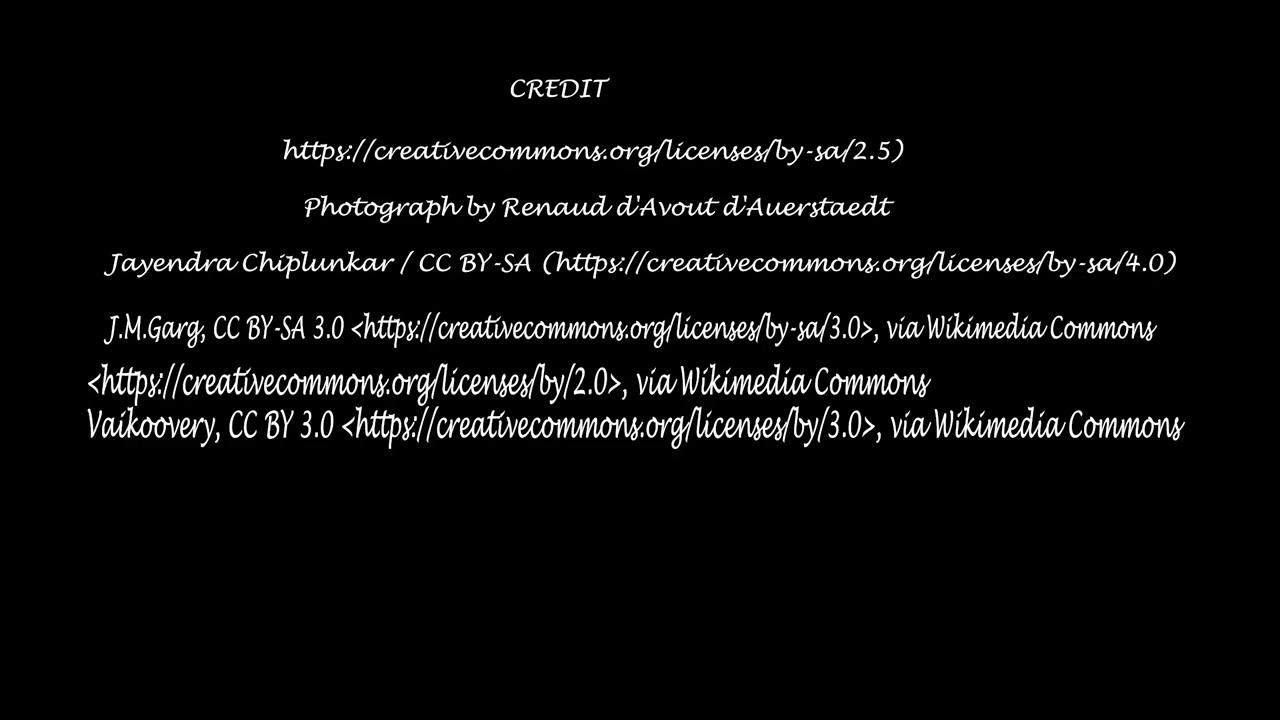 CREDIT
https://creativecommons.org/licenses/by-sa/2.5)
Photograph by Renaud d'Avout d'Auerstaedt
Jayendra Chiplunkar / CC BY-SA (https://creativecommons.org/licenses/by-sa/4.0)
J.M.Garg, CC BY-SA 3.0 <https://creativecommons.org/licenses/by-sa/3.0>, via Wikimedia Commons
<https://creativecommons.org/licenses/by/2.0>, via Wikimedia Commons
Vaikoovery, CC BY 3.0 <https://creativecommons.org/licenses/by/3.0>, via Wikimedia Commons